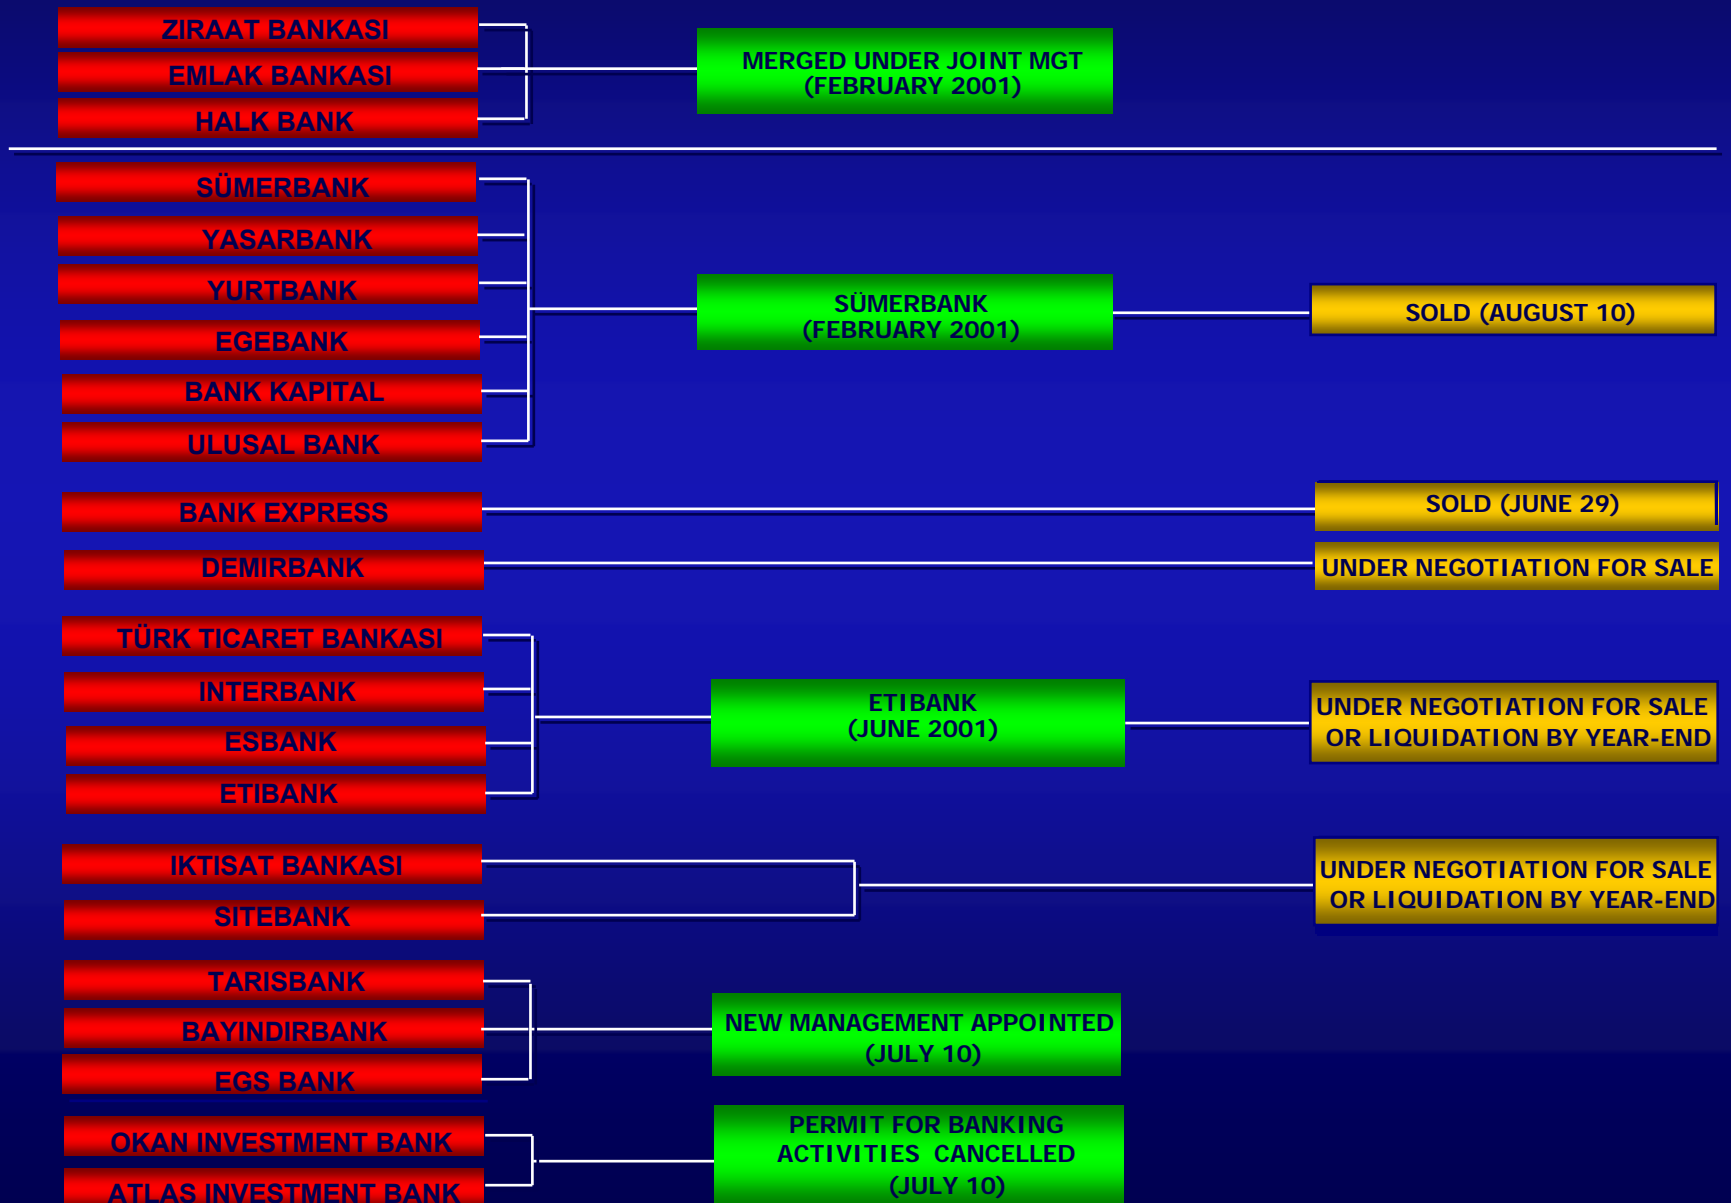 ZIRAAT BANKASI
EMLAK BANKASI
HALK BANK
MERGED UNDER JOINT MGT
(FEBRUARY 2001)
SÜMERBANK
YASARBANK
YURTBANK
EGEBANK
BANK KAPITAL
ULUSAL BANK
SÜMERBANK
(FEBRUARY 2001)
SOLD (AUGUST 10)
BANK EXPRESS
SOLD (JUNE 29)
DEMIRBANK
UNDER NEGOTIATION FOR SALE
TÜRK TICARET BANKASI
INTERBANK
ESBANK
ETIBANK
ETIBANK
(JUNE 2001)
UNDER NEGOTIATION FOR SALE
OR LIQUIDATION BY YEAR-END
IKTISAT BANKASI
SITEBANK
UNDER NEGOTIATION FOR SALE
OR LIQUIDATION BY YEAR-END
TARISBANK
BAYINDIRBANK
EGS BANK
NEW MANAGEMENT APPOINTED
(JULY 10)
OKAN INVESTMENT BANK
ATLAS INVESTMENT BANK
PERMIT FOR BANKING
ACTIVITIES CANCELLED
(JULY 10)